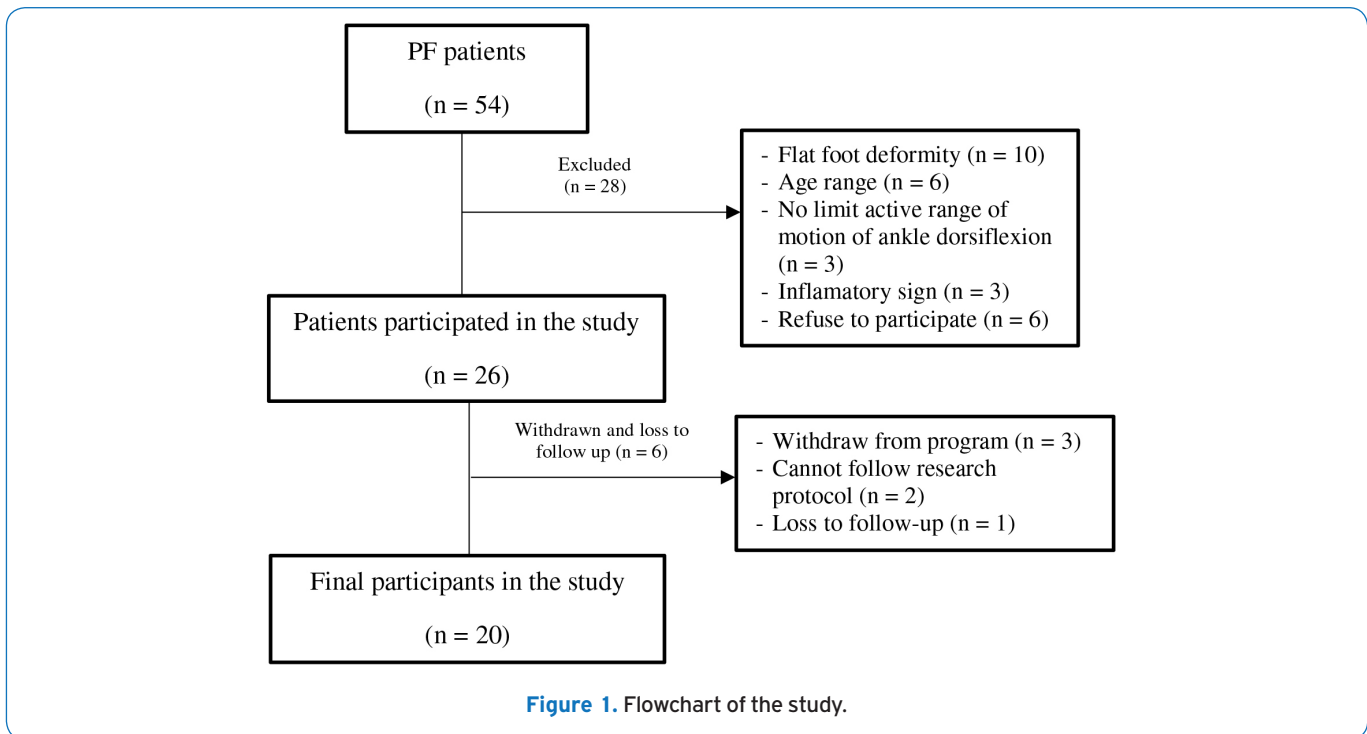 PF patients
(n = 54)
Excluded
(n = 28)
- Flat foot deformity (n = 10)
- Age range (n = 6)
- No limit active range of
motion of ankle dorsiflexion
(n = 3)
- Inflamatory sign (n = 3)
- Refuse to participate (n = 6)
Patients participated in the study
(n = 26)
Withdrawn and loss to
follow up (n = 6)
- Withdraw from program (n = 3)
- Cannot follow research
protocol (n = 2)
- Loss to follow-up (n = 1)
Final participants in the study
(n = 20)
Figure 1. Flowchart of the study.